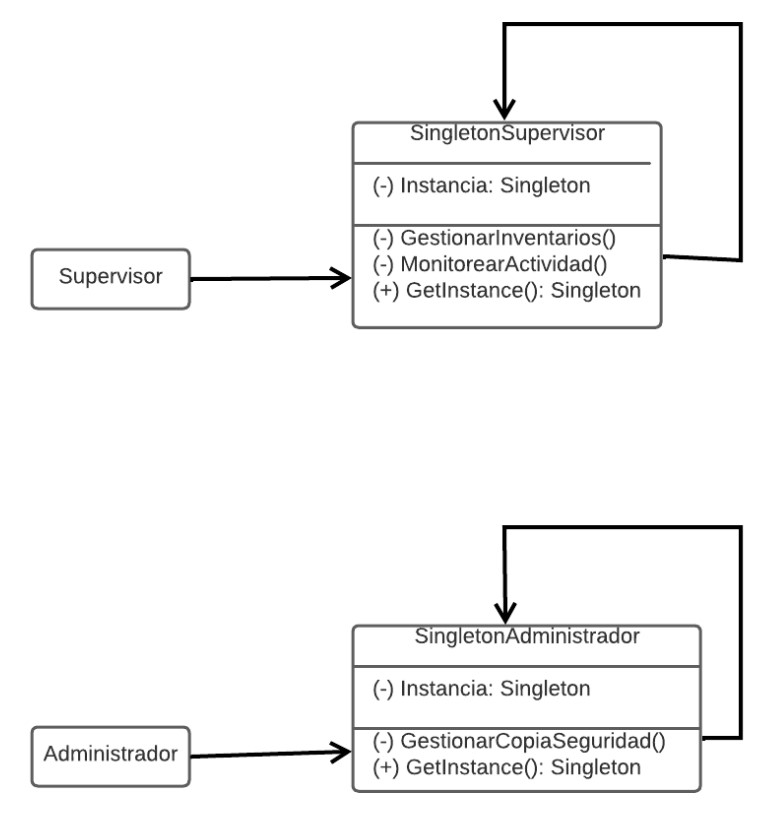 SingletonSupervisor
(-) Instancia: Singleton
(-) GestionarInventarios()
(-) MonitorearActividad()
(+) GetInstance(): Singleton
Supervisor
SingletonAdministrador
(-) Instancia: Singleton
(-) GestionarCopiaSeguridad()
(+) GetInstance(): Singleton
Administrador